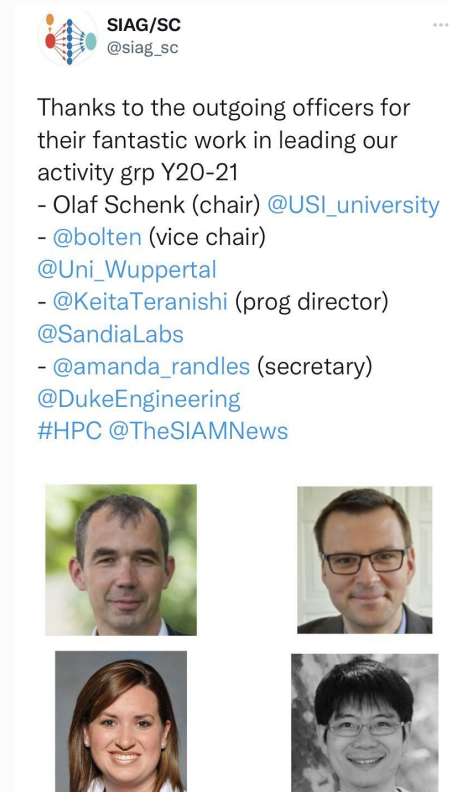 SIAG/SC
@siag_sc
Thanks to the outgoing officers for
their fantastic work in leading our
activity grp Y20-21
- Olaf Schenk (chair) @USI_university
- @bolten (vice chair)
@Uni_Wuppertal
- @KeitaTeranishi (prog director)
@SandiaLabs
- @amanda_randles (secretary)
@DukeEngineering
#HPC @TheSIAMNews